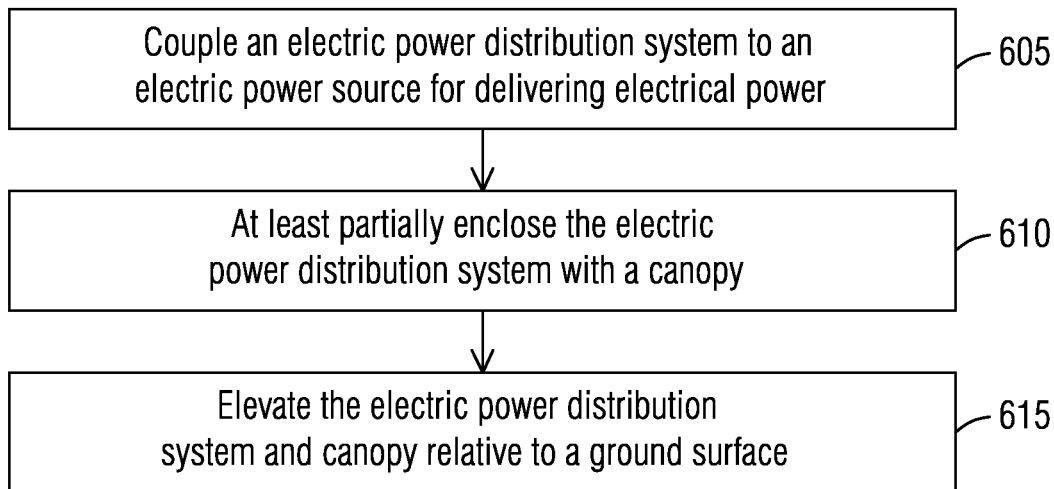 Couple an electric power distribution system to an
electric power source for delivering electrical power
605
At least partially enclose the electric
power distribution system with a canopy
610
Elevate the electric power distribution
system and canopy relative to a ground surface
615